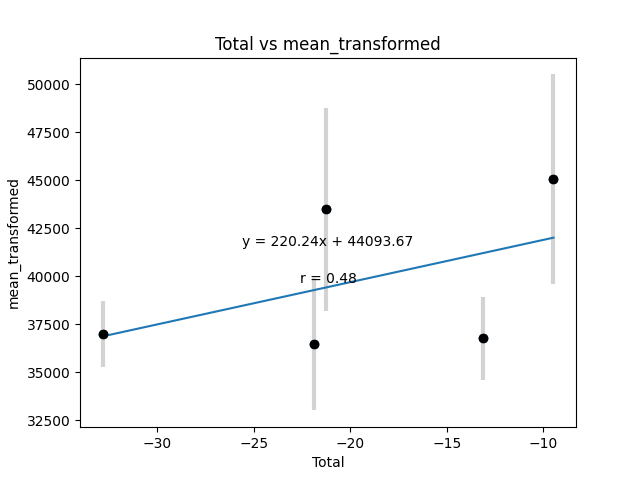 Total vs mean_transformed
50000
47500
45000
42500
40000
37500
35000
32500
mean_transformed
y = 220.24x + 44093.67
r = 0.48
−30
−25
−20
−15
−10
Total